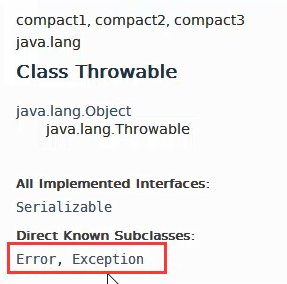 compact1, compact2, compact3
java.lang
Class Throwable
java.lang.Object
java.lang.Throwable
All Implemented Interfaces:
Serializable
Direct Known Subclasses:
Error, Exception